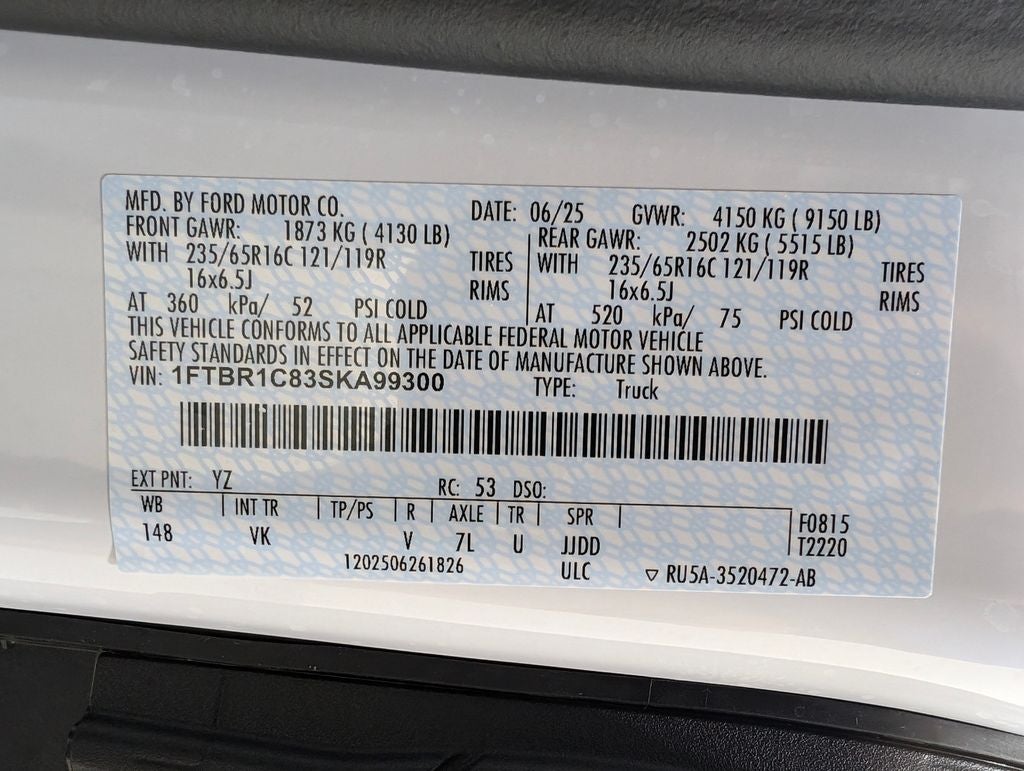 MFD. BY FORD MOTOR CO. DATE: 06/25 GVWR: 4150 KG ( 9150 LB)
FRONT GAWR: 1873 KG ( 4130 LB) REAR GAWR: 2502 KG ( 5515 LB)
WITH 235/65R16C 121/119R TIRES WITH 235/65R16C 121/119R TIRES
16x6.5J RIMS 16x6.5J RIMS
AT 360 kPa/ 52 PSI COLD AT 520 kPa/ 75 PSI COLD
THIS VEHICLE CONFORMS TO ALL APPLICABLE FEDERAL MOTOR VEHICLE
SAFETY STANDARDS IN EFFECT ON THE DATE OF MANUFACTURE SHOWN ABOVE.
VIN: 1FTBR1C83SKA99300 TYPE: Truck
EXT PNT: YZ RC: 53 DSO:
WB INT TR TP/PS R AXLE TR SPR F0815
148 VK V 7L U JJDD T2220
1202506261826 ULC ▽ RU5A-3520472-AB